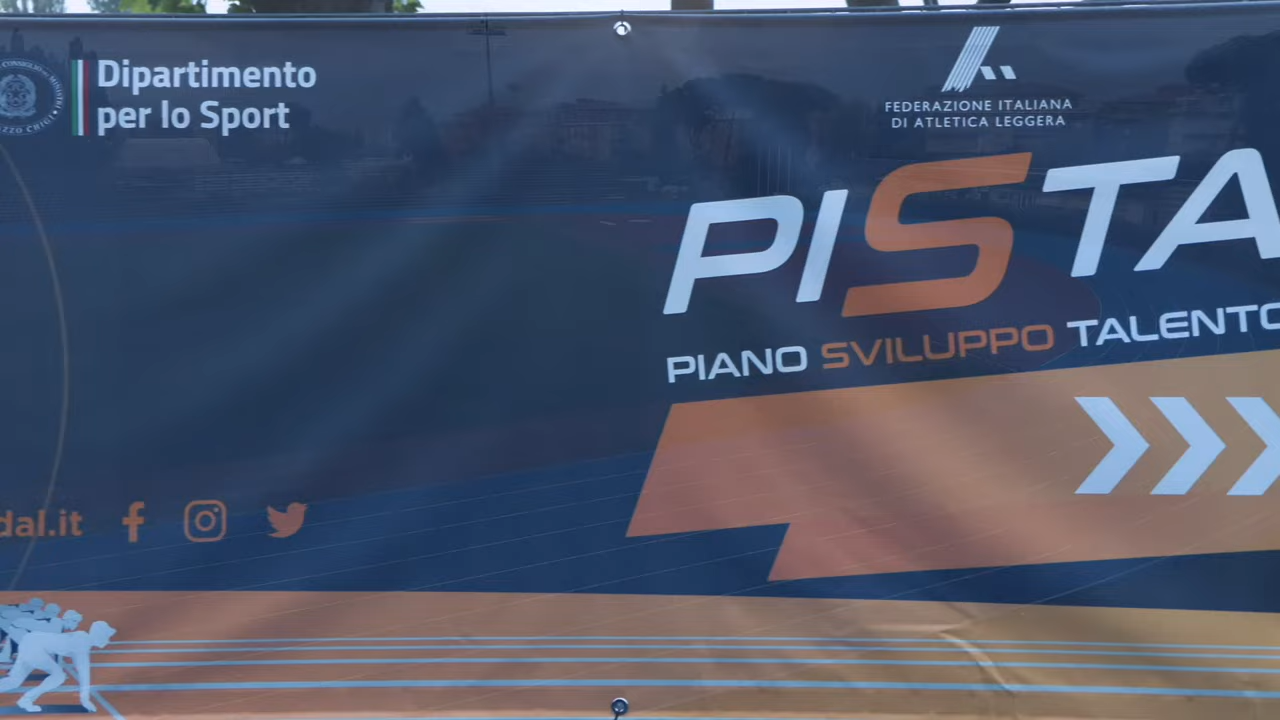 Dipartimento
per lo Sport
FEDERAZIONE ITALIANA
DI ATLETICA LEGGERA
PISTA
PIANO SVILUPPO TALENTO
dal.it